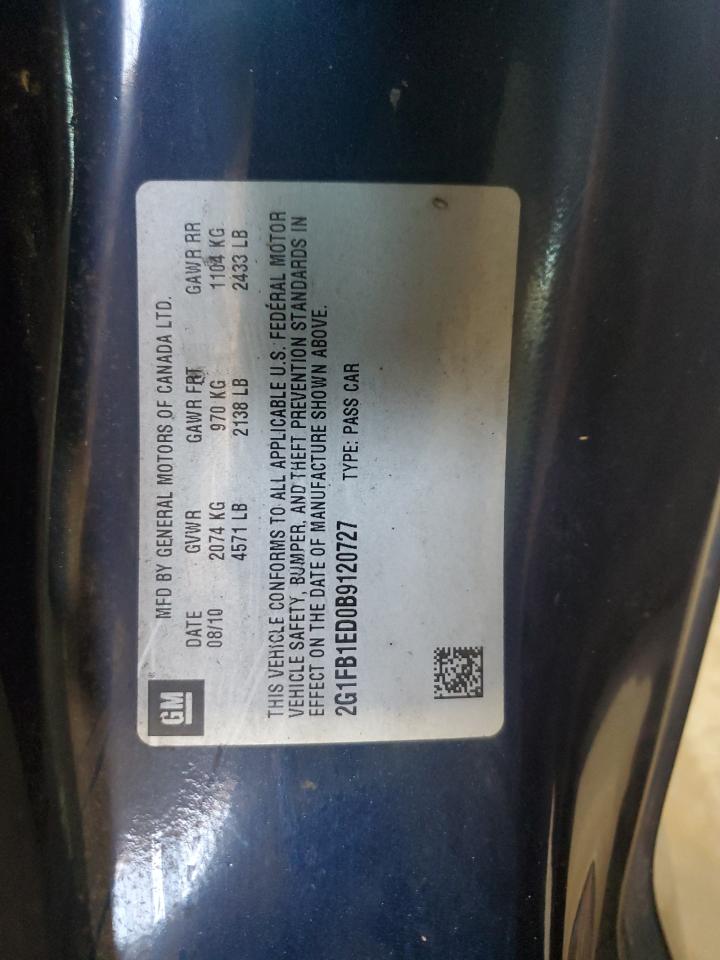 GM
MFD BY GENERAL MOTORS OF CANADA LTD.
DATE GVWR GAWR FRT GAWR RR
08/10 2074 KG 970 KG 1104 KG
4571 LB 2138 LB 2433 LB
THIS VEHICLE CONFORMS TO ALL APPLICABLE U.S. FEDERAL MOTOR
VEHICLE SAFETY, BUMPER, AND THEFT PREVENTION STANDARDS IN
EFFECT ON THE DATE OF MANUFACTURE SHOWN ABOVE.
2G1FB1ED0B9120727 TYPE: PASS CAR